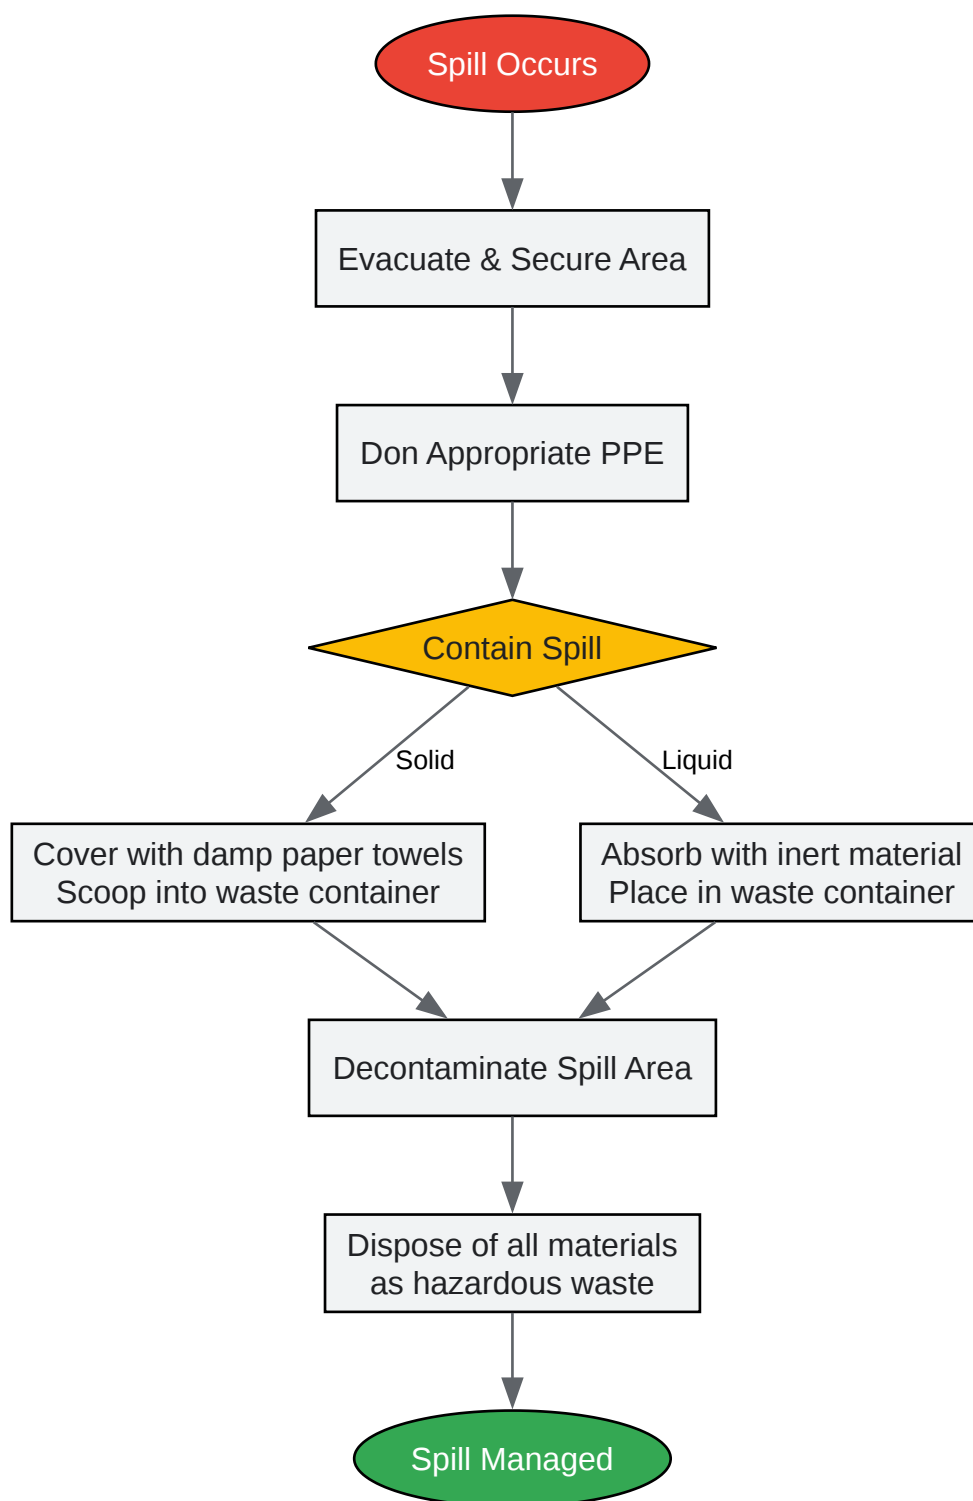 Spill Occurs
Evacuate & Secure Area
Don Appropriate PPE
Contain Spill
Solid
Liquid
Cover with damp paper towels
Scoop into waste container
Absorb with inert material
Place in waste container
Decontaminate Spill Area
Dispose of all materials
as hazardous waste
Spill Managed